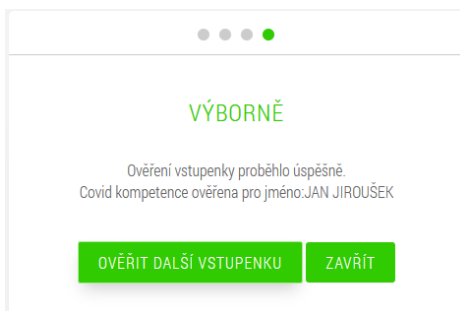 VÝBORNĚ
Ověření vstupenky proběhlo úspěšně.
Covid kompetence ověřena pro jméno:JAN JIROUŠEK
OVĚŘIT DALŠÍ VSTUPENKU
ZAVŘÍT